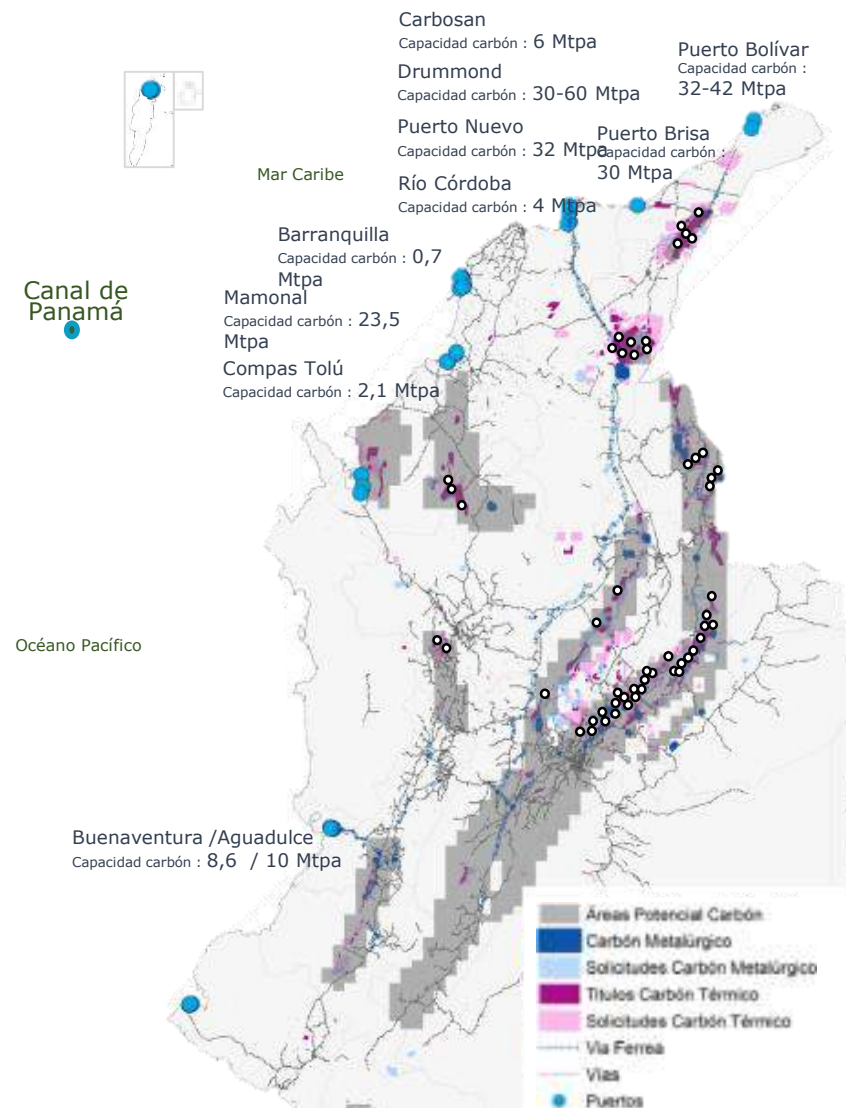 Carbosan
Capacidad carbón : 6 Mtpa
Drummond
Capacidad carbón : 30-60 Mtpa
Puerto Nuevo
Capacidad carbón : 32 Mtpa
Río Córdoba
Capacidad carbón : 4 Mtpa
Puerto Bolívar
Capacidad carbón :
32-42 Mtpa
Puerto Brisa
Capacidad carbón :
30 Mtpa
Mar Caribe
Barranquilla
Capacidad carbón : 0,7
Mtpa
Mamonal
Capacidad carbón : 23,5
Mtpa
Compas Tolú
Capacidad carbón : 2,1 Mtpa
Canal de
Panamá
Océano Pacífico
Buenaventura /Aguadulce
Capacidad carbón : 8,6 / 10 Mtpa
Áreas Potencial Carbón
Carbón Metalúrgico
Solicitudes Carbón Metalúrgico
Títulos Carbón Térmico
Solicitudes Carbón Térmico
Via Ferrea
Vías
Puertos